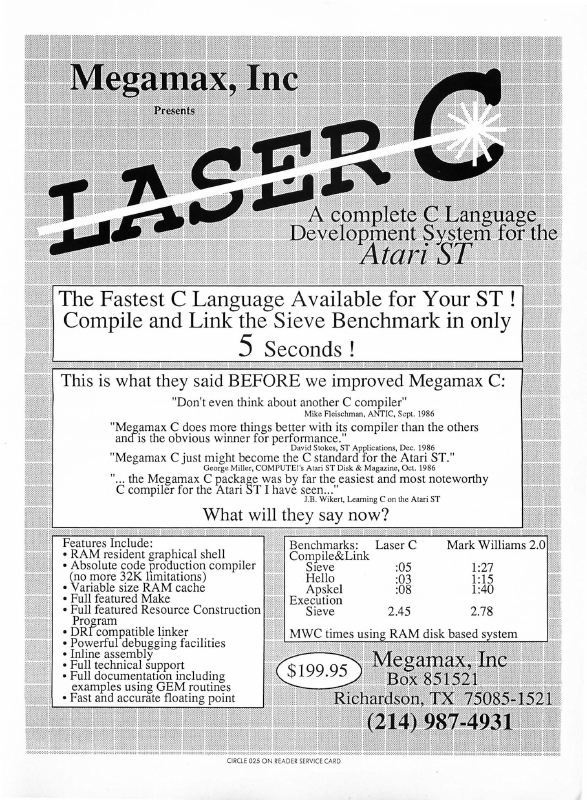 Megamax, Inc
Presents
LASER C
A complete C Language
Development System for the
Atari ST
The Fastest C Language Available for Your ST !
Compile and Link the Sieve Benchmark in only
5 Seconds !
This is what they said BEFORE we improved Megamax C:
"Don't even think about another C compiler"
Mike Fleischman, ANTIC, Sept. 1986
"Megamax C does more things better with its compiler than the others
and is the obvious winner for performance."
David Stokes, ST Applications, Dec. 1986
"Megamax C just might become the C standard for the Atari ST."
George Miller, COMPUTE!'s Atari ST Disk & Magazine, Oct. 1986
"... the Megamax C package was by far the easiest and most noteworthy
C compiler for the Atari ST I have seen..."
J.B. Wikert, Learning C on the Atari ST
What will they say now?
Features Include:
• RAM resident graphical shell
• Absolute code production compiler
(no more 32K limitations)
• Variable size RAM cache
• Full featured Make
• Full featured Resource Construction
Program
• DRI compatible linker
• Powerful debugging facilities
• Inline assembly
• Full technical support
• Full documentation including
examples using GEM routines
• Fast and accurate floating point
Benchmarks: Laser C Mark Williams 2.0
Compile&Link
Sieve :05 1:27
Hello :03 1:15
Apskel :08 1:40
Execution
Sieve 2.45 2.78
MWC times using RAM disk based system
$199.95
Megamax, Inc
Box 851521
Richardson, TX 75085-1521
(214) 987-4931
CIRCLE 025 ON READER SERVICE CARD